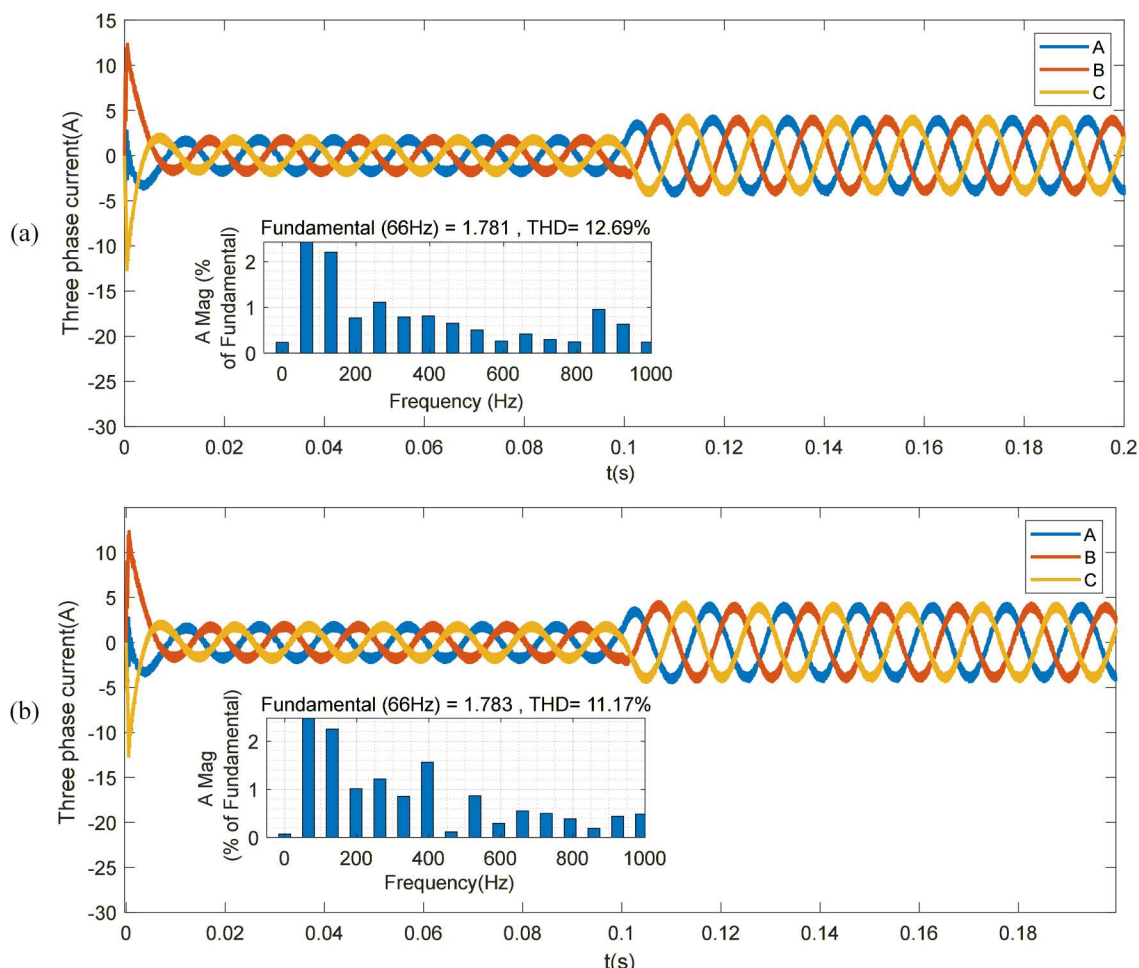 (a)
Three phase current(A)
15
10
5
0
-5
-10
-15
-20
-25
-30
A
B
C
Fundamental (66Hz) = 1.781 , THD= 12.69%
A Mag (%
of Fundamental)
2
1
0
0 200 400 600 800 1000
Frequency (Hz)
0 0.02 0.04 0.06 0.08 0.1 0.12 0.14 0.16 0.18 0.2
t(s)
(b)
Three phase current(A)
10
5
0
-5
-10
-15
-20
-25
-30
A
B
C
Fundamental (66Hz) = 1.783 , THD= 11.17%
A Mag
(% of Fundamental)
2
1
0
0 200 400 600 800 1000
Frequency(Hz)
0 0.02 0.04 0.06 0.08 0.1 0.12 0.14 0.16 0.18
t(s)